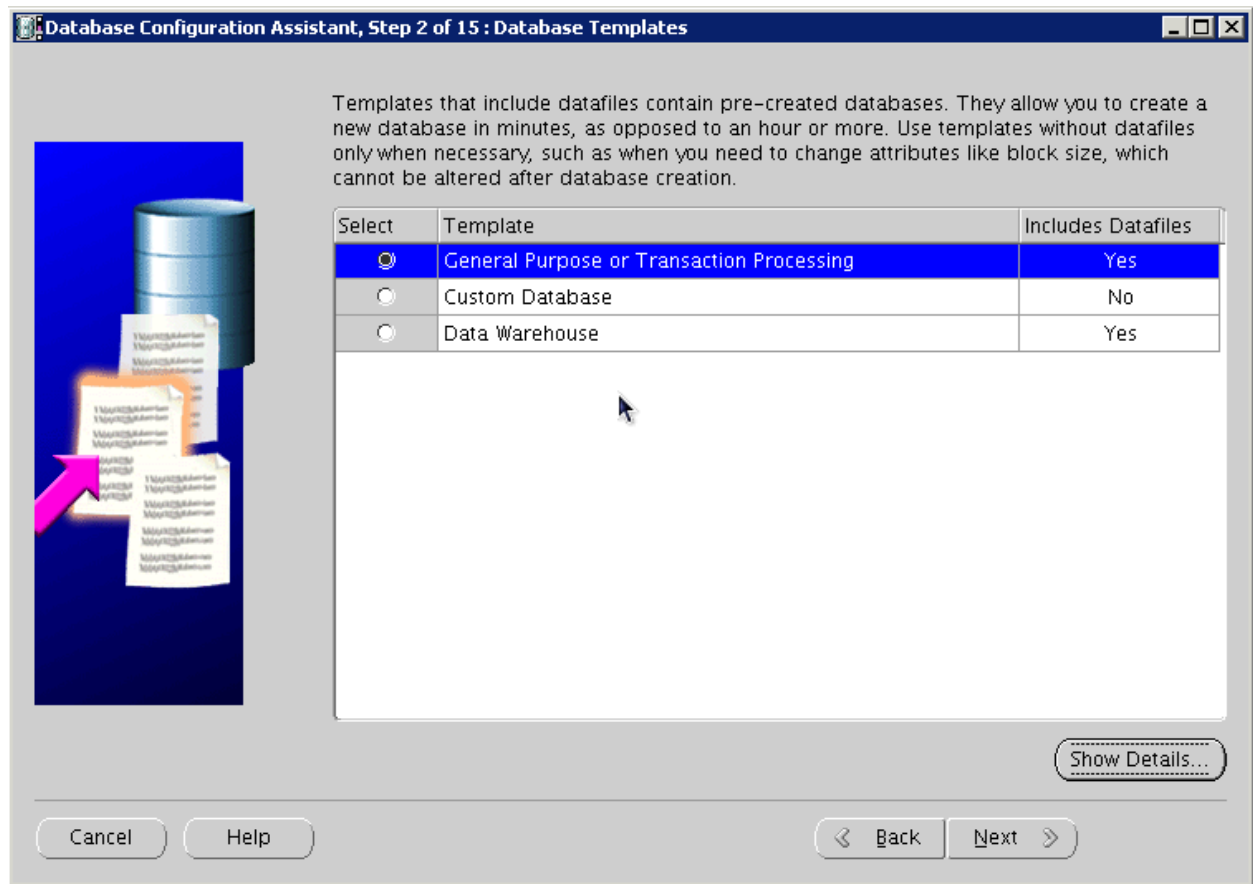 Database Configuration Assistant, Step 2 of 15 : Database Templates
Templates that include datafiles contain pre-created databases. They allow you to create a
new database in minutes, as opposed to an hour or more. Use templates without datafiles
only when necessary, such as when you need to change attributes like block size, which
cannot be altered after database creation.
Select Template Includes Datafiles
General Purpose or Transaction Processing Yes
Custom Database No
Data Warehouse Yes
Show Details...
Cancel Help Back Next